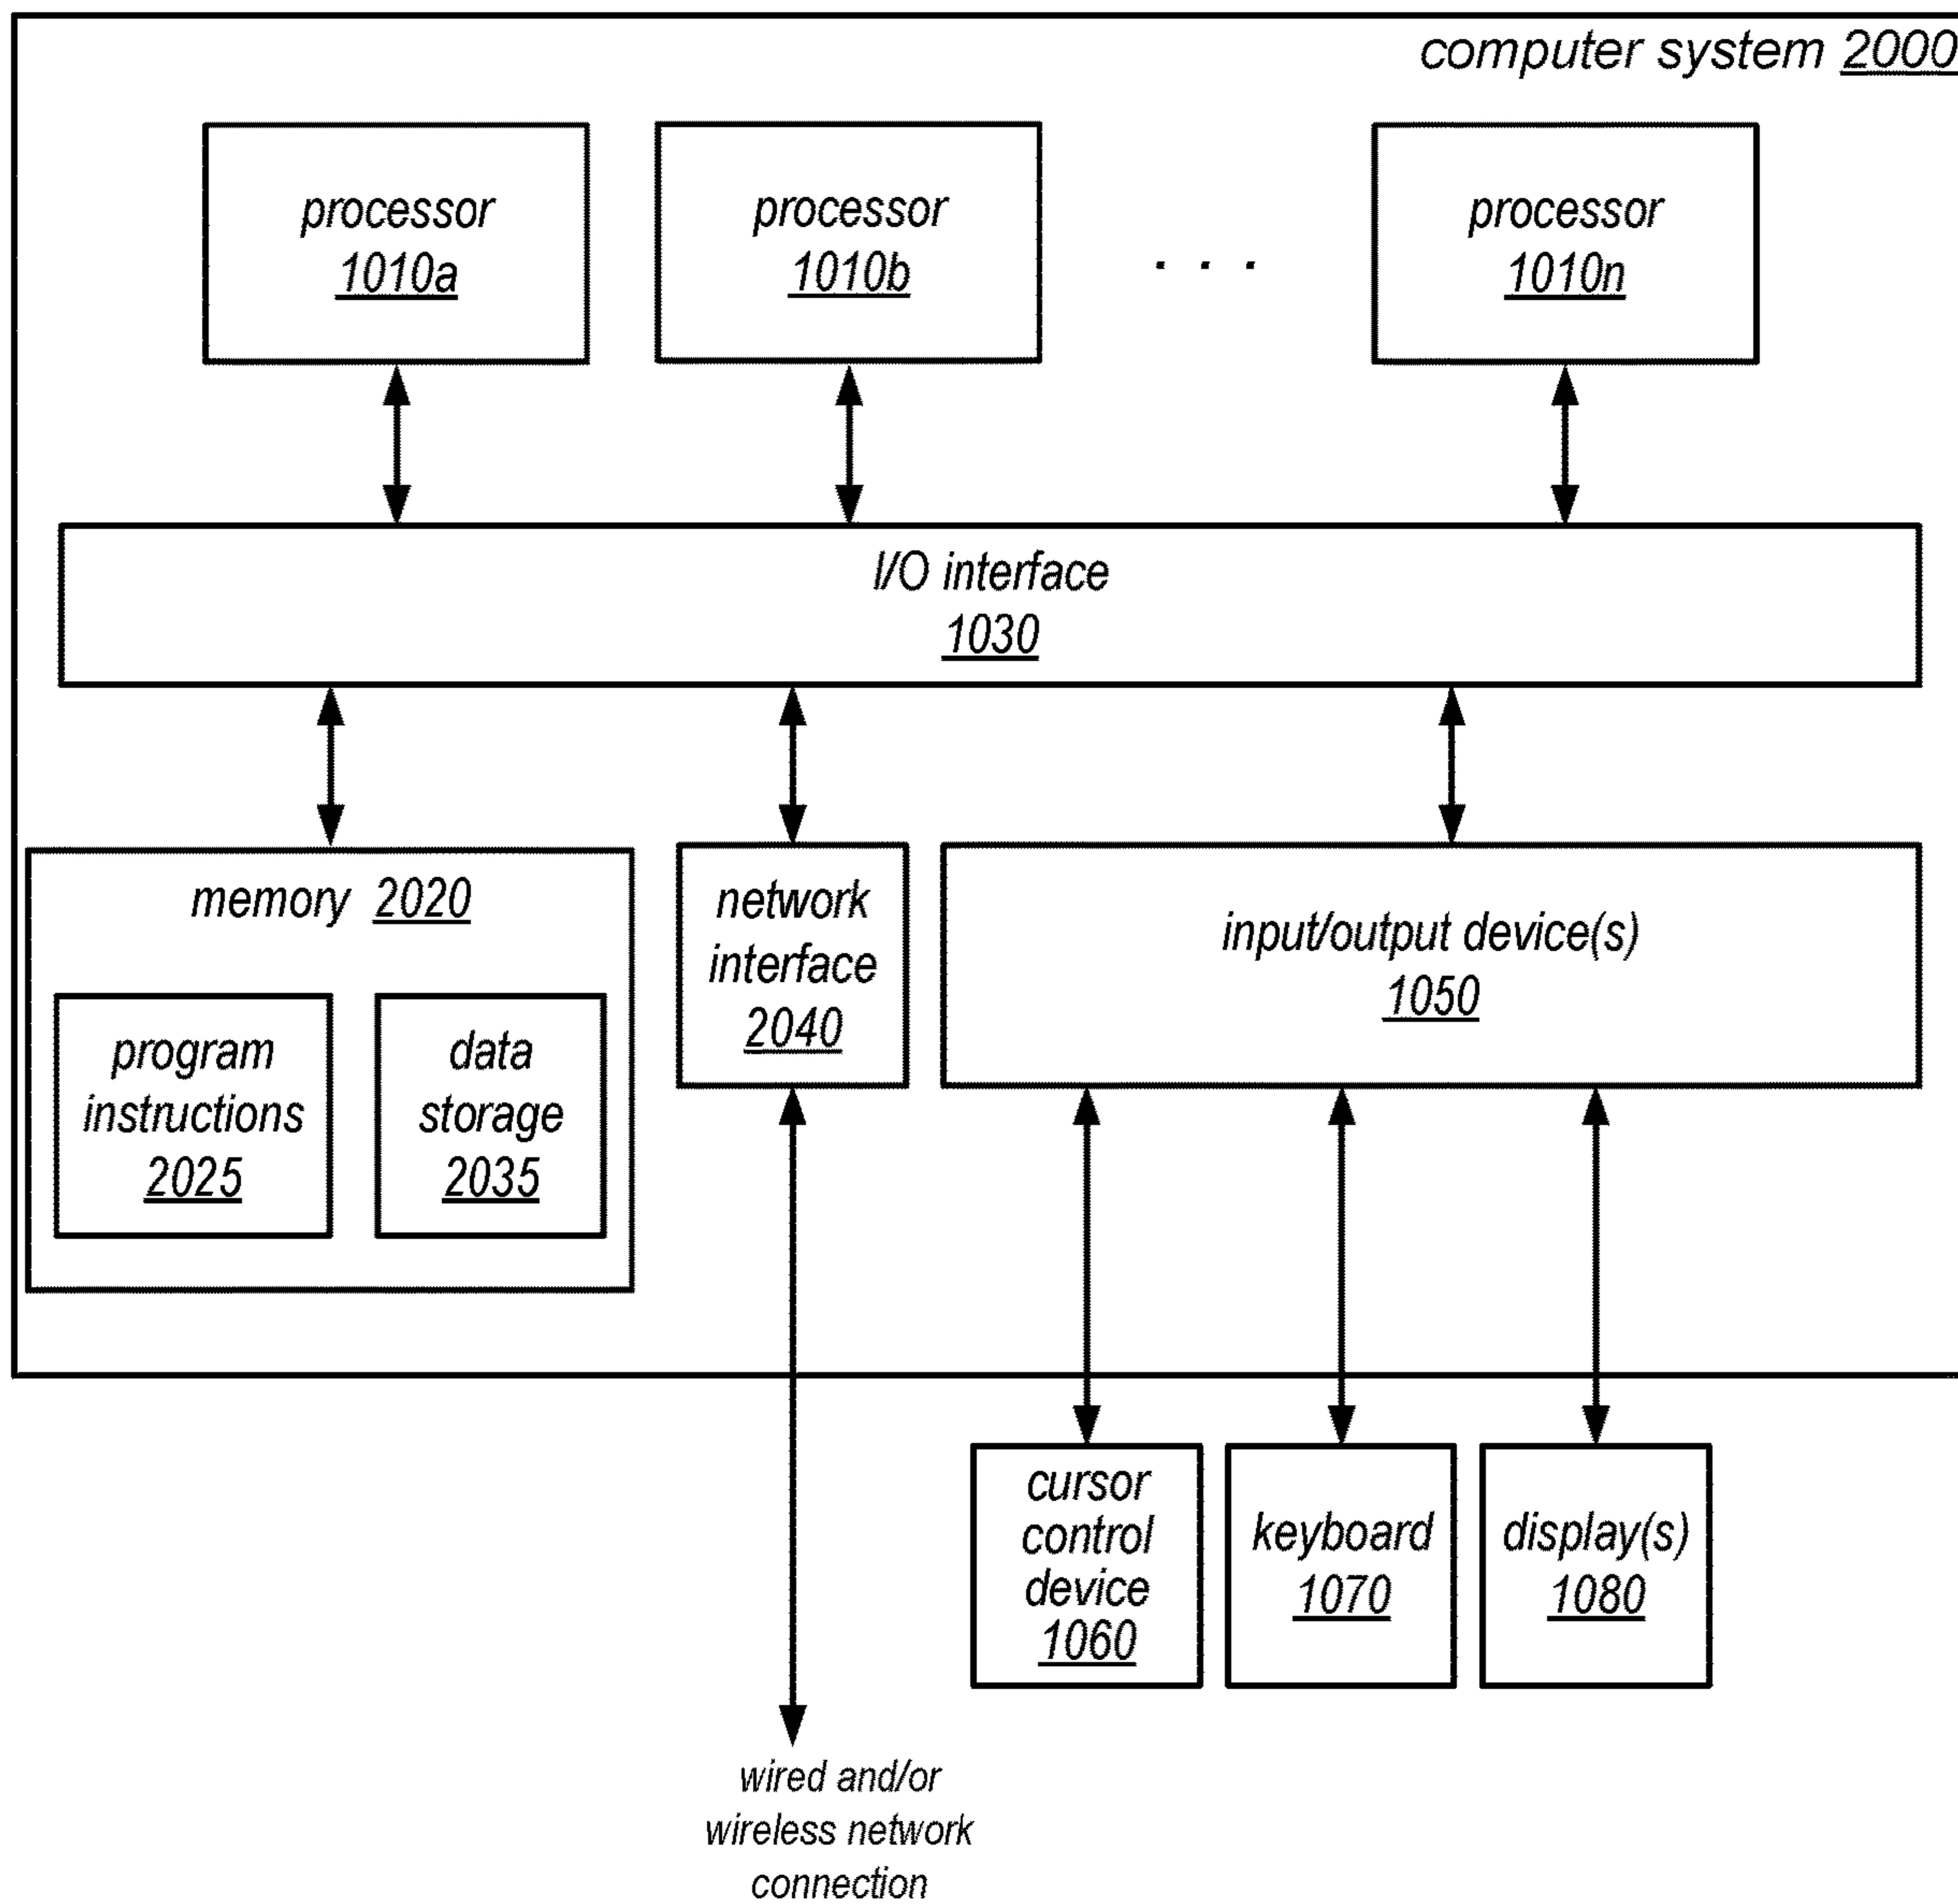 computer system 2000
processor
1010a
processor
1010b
. . .
processor
1010n
I/O interface
1030
memory 2020
program
instructions
2025
data
storage
2035
network
interface
2040
input/output device(s)
1050
cursor
control
device
1060
keyboard
1070
display(s)
1080
wired and/or
wireless network
connection